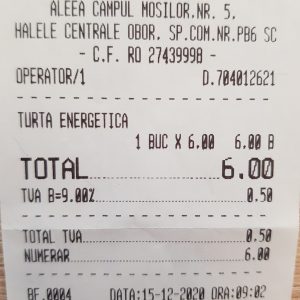 ALEEA CAMPUL MOSILOR.NR. 5,
HALELE CENTRALE OBOR, SP.COM.NR.PB6 SC
- C.F. RO 27439998 -
OPERATOR/1 D.704012621
TURTA ENERGETICA
1 BUC X 6,00 6,00 B
TOTAL 6.00
TVA B=9.00% 0.50
TOTAL TVA 0.50
NUMERAR 6.00
BF.0004 DATA:15-12-2020 ORA:09:02